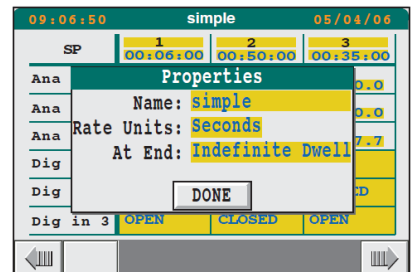 09:06:50 simple 05/04/06
SP 1 2 3
00:06:00 00:50:00 00:35:00
Ana
Properties
Name: simple
Rate Units: Seconds
At End: Indefinite Dwell
DONE
Ana
Ana
Dig
Dig
Dig in 3 OPEN CLOSED OPEN